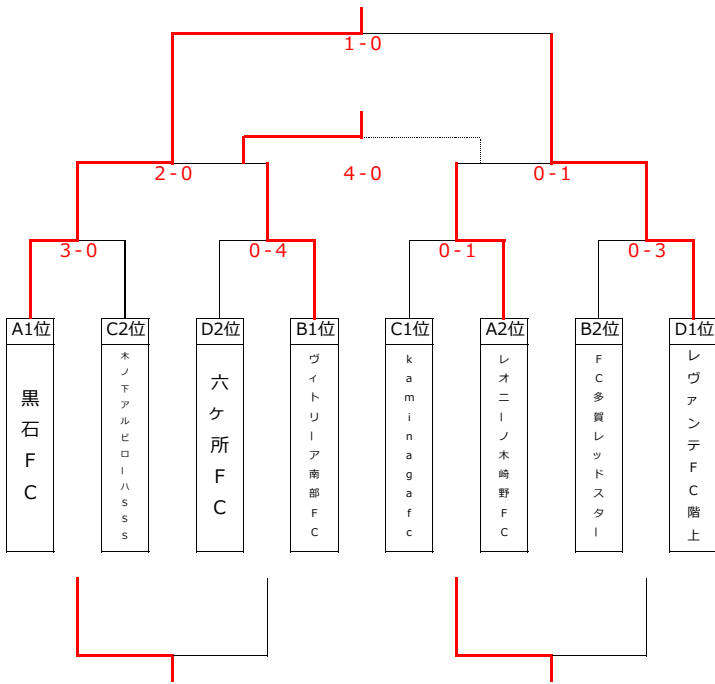 1-0
2-0
4-0
0-1
3-0
0-4
0-1
0-3
A1位
C2位
D2位
B1位
C1位
A2位
B2位
D1位
黒石FC
木ノ下アルビローハSSS
六ケ所FC
ヴィトリーア南部FC
kaminagafc
レオニーノ木崎野FC
FC多賀レッドスター
レヴァンテFC階上